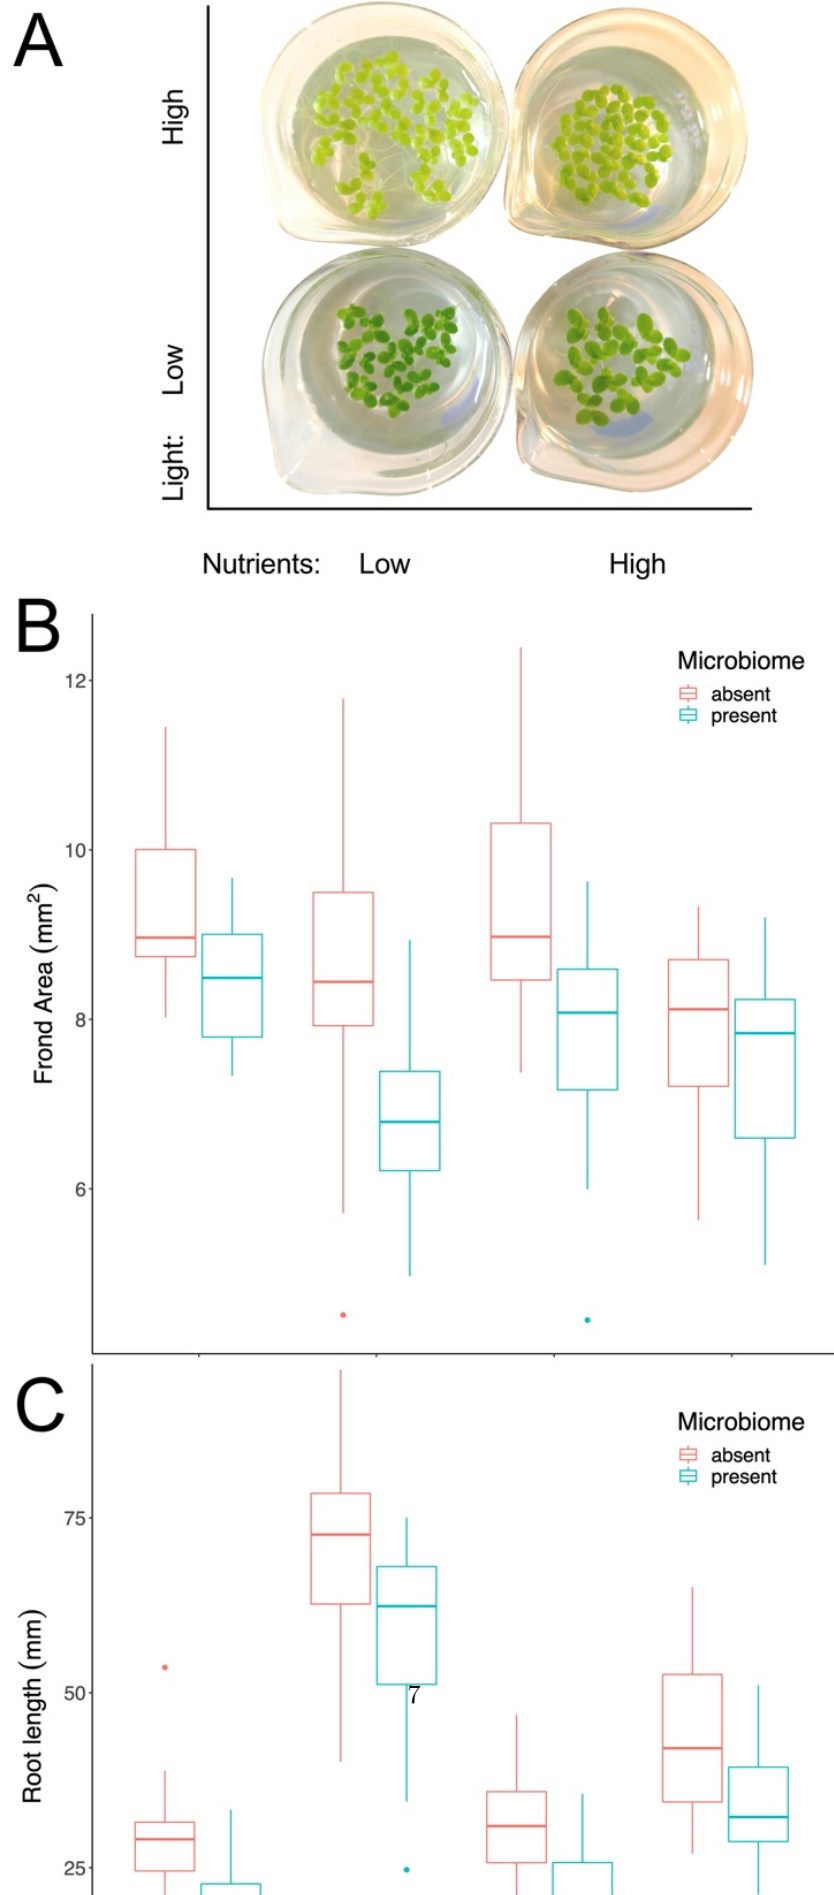 A
High
Low
Light:
Nutrients: Low High
B
Microbiome
absent
present
12
10
8
6
Frond Area (mm²)
C
Microbiome
absent
present
75
50
25
Root length (mm)
7